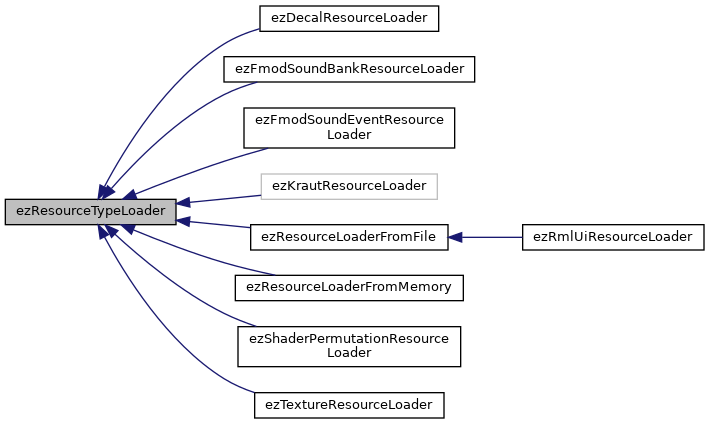 ezDecalResourceLoader
ezFmodSoundBankResourceLoader
ezFmodSoundEventResource
Loader
ezKrautResourceLoader
ezResourceTypeLoader
ezResourceLoaderFromFile
ezRmlUiResourceLoader
ezResourceLoaderFromMemory
ezShaderPermutationResource
Loader
ezTextureResourceLoader